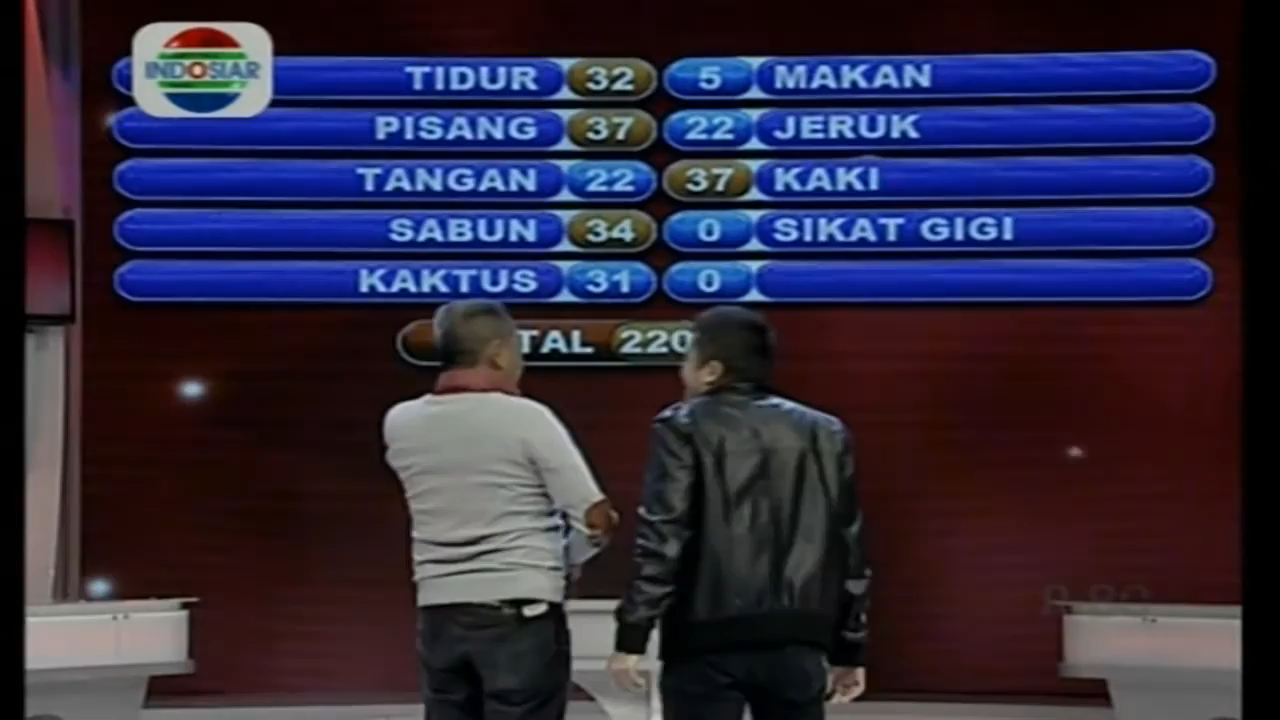 INDOSIAR
TIDUR 32 5 MAKAN
PISANG 37 22 JERUK
TANGAN 22 37 KAKI
SABUN 34 0 SIKAT GIGI
KAKTUS 31 0
TAL 220